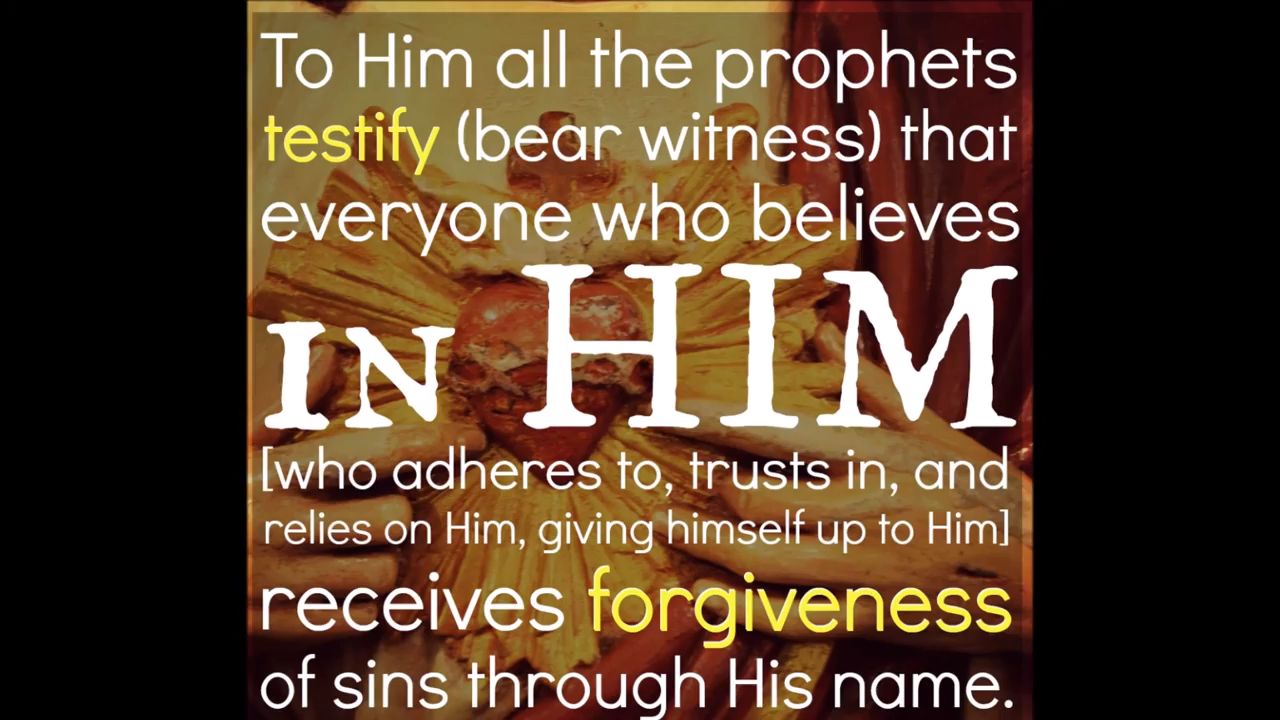 To Him all the prophets
testify (bear witness) that
everyone who believes
IN HIM
[who adheres to, trusts in, and
relies on Him, giving himself up to Him]
receives forgiveness
of sins through His name.